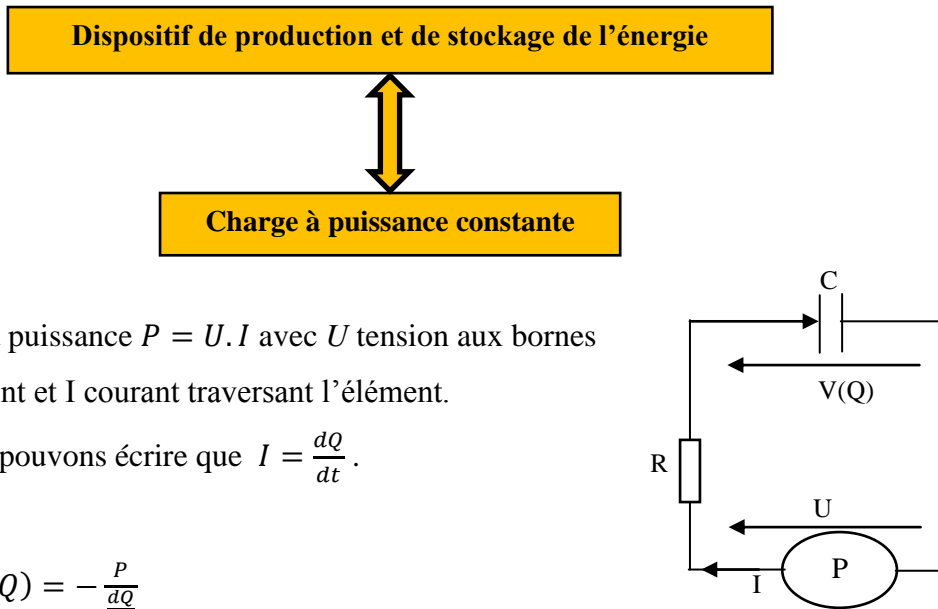 Dispositif de production et de stockage de l’énergie
Charge à puissance constante
puissance P = U. I avec U tension aux bornes
nt et I courant traversant l’élément.
pouvons écrire que I = dQ/dt .
Q) = − P/(dQ
C
V(Q)
R
U
I
P